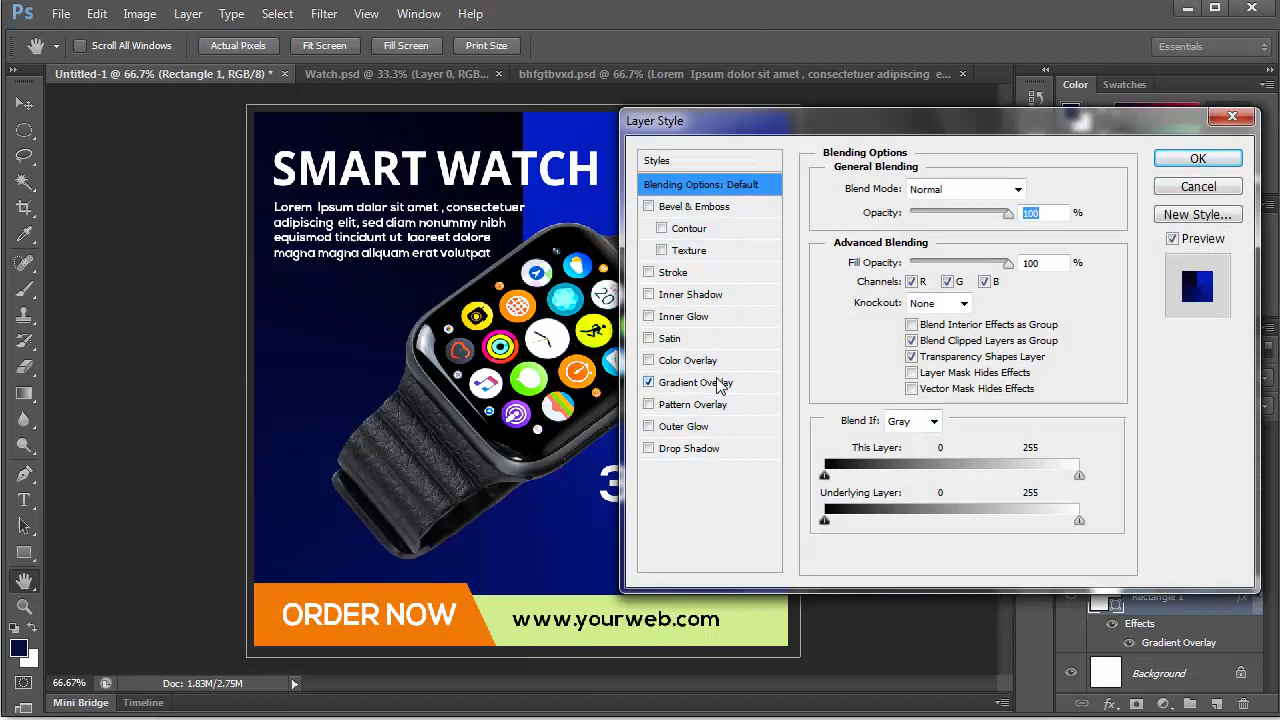 Ps File Edit Image Layer Type Select Filter View Window Help
Scroll All Windows Actual Pixels Fit Screen Fill Screen Print Size Essentials
Untitled-1 @ 66.7% (Rectangle 1, RGB/8) * × Watch.psd @ 33.3% (Layer 0, RGB... × bhfgtbvxd.psd @ 66.7% (Lorem Ipsum dolor sit amet , consectetuer adipiscing e... ×
Color Swatches
SMART WATCH
Lorem Ipsum dolor sit amet , consectetuer
adipiscing elit, sed diam nonummy nibh
equismod tincidunt ut laoreet dolore
magna magna aliquam erat volutpat
20
3
ORDER NOW
www.yourweb.com
Layer Style
Styles
Blending Options: Default
Bevel & Emboss
Contour
Texture
Stroke
Inner Shadow
Inner Glow
Satin
Color Overlay
Gradient Overlay
Pattern Overlay
Outer Glow
Drop Shadow
Blending Options
General Blending
Blend Mode: Normal
Opacity: 100 %
Advanced Blending
Fill Opacity: 100 %
Channels: R G B
Knockout: None
Blend Interior Effects as Group
Blend Clipped Layers as Group
Transparency Shapes Layer
Layer Mask Hides Effects
Vector Mask Hides Effects
Blend If: Gray
This Layer: 0 255
Underlying Layer: 0 255
OK
Cancel
New Style...
Preview
Rectangle 1 fx
Effects
Gradient Overlay
Background
66.67% Doc: 1.83M/2.75M
Mini Bridge Timeline
fx